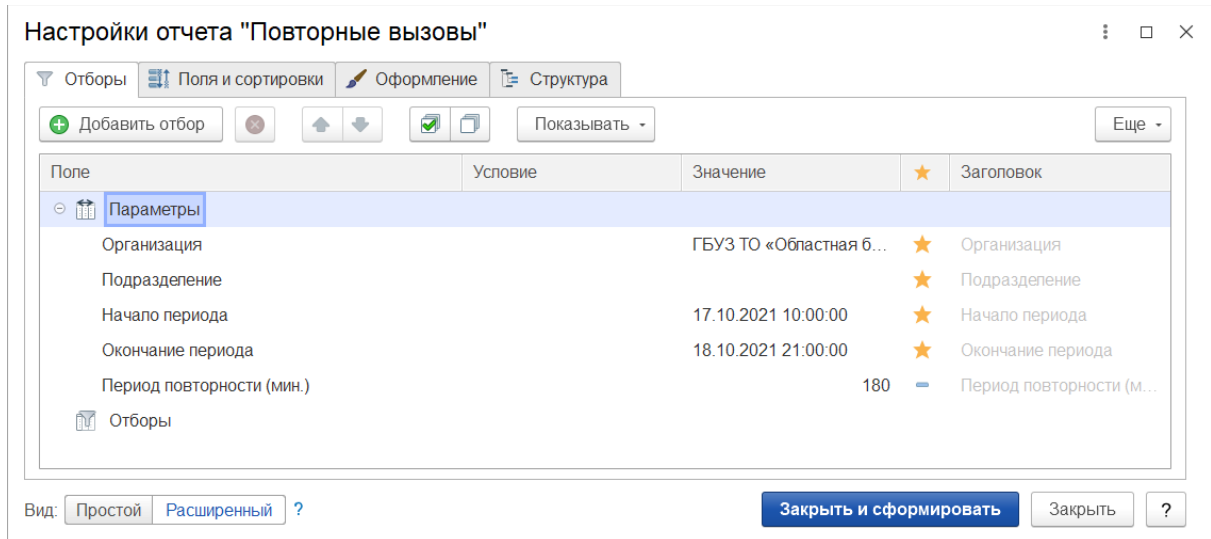 Настройки отчета "Повторные вызовы"
Отборы Поля и сортировки Оформление Структура
Добавить отбор Показывать Еще
Поле Условие Значение Заголовок
Параметры
Организация ГБУЗ ТО «Областная б... Организация
Подразделение Подразделение
Начало периода 17.10.2021 10:00:00 Начало периода
Окончание периода 18.10.2021 21:00:00 Окончание периода
Период повторности (мин.) 180 Период повторности (м...
Отборы
Вид: Простой Расширенный ? Закрыть и сформировать Закрыть ?